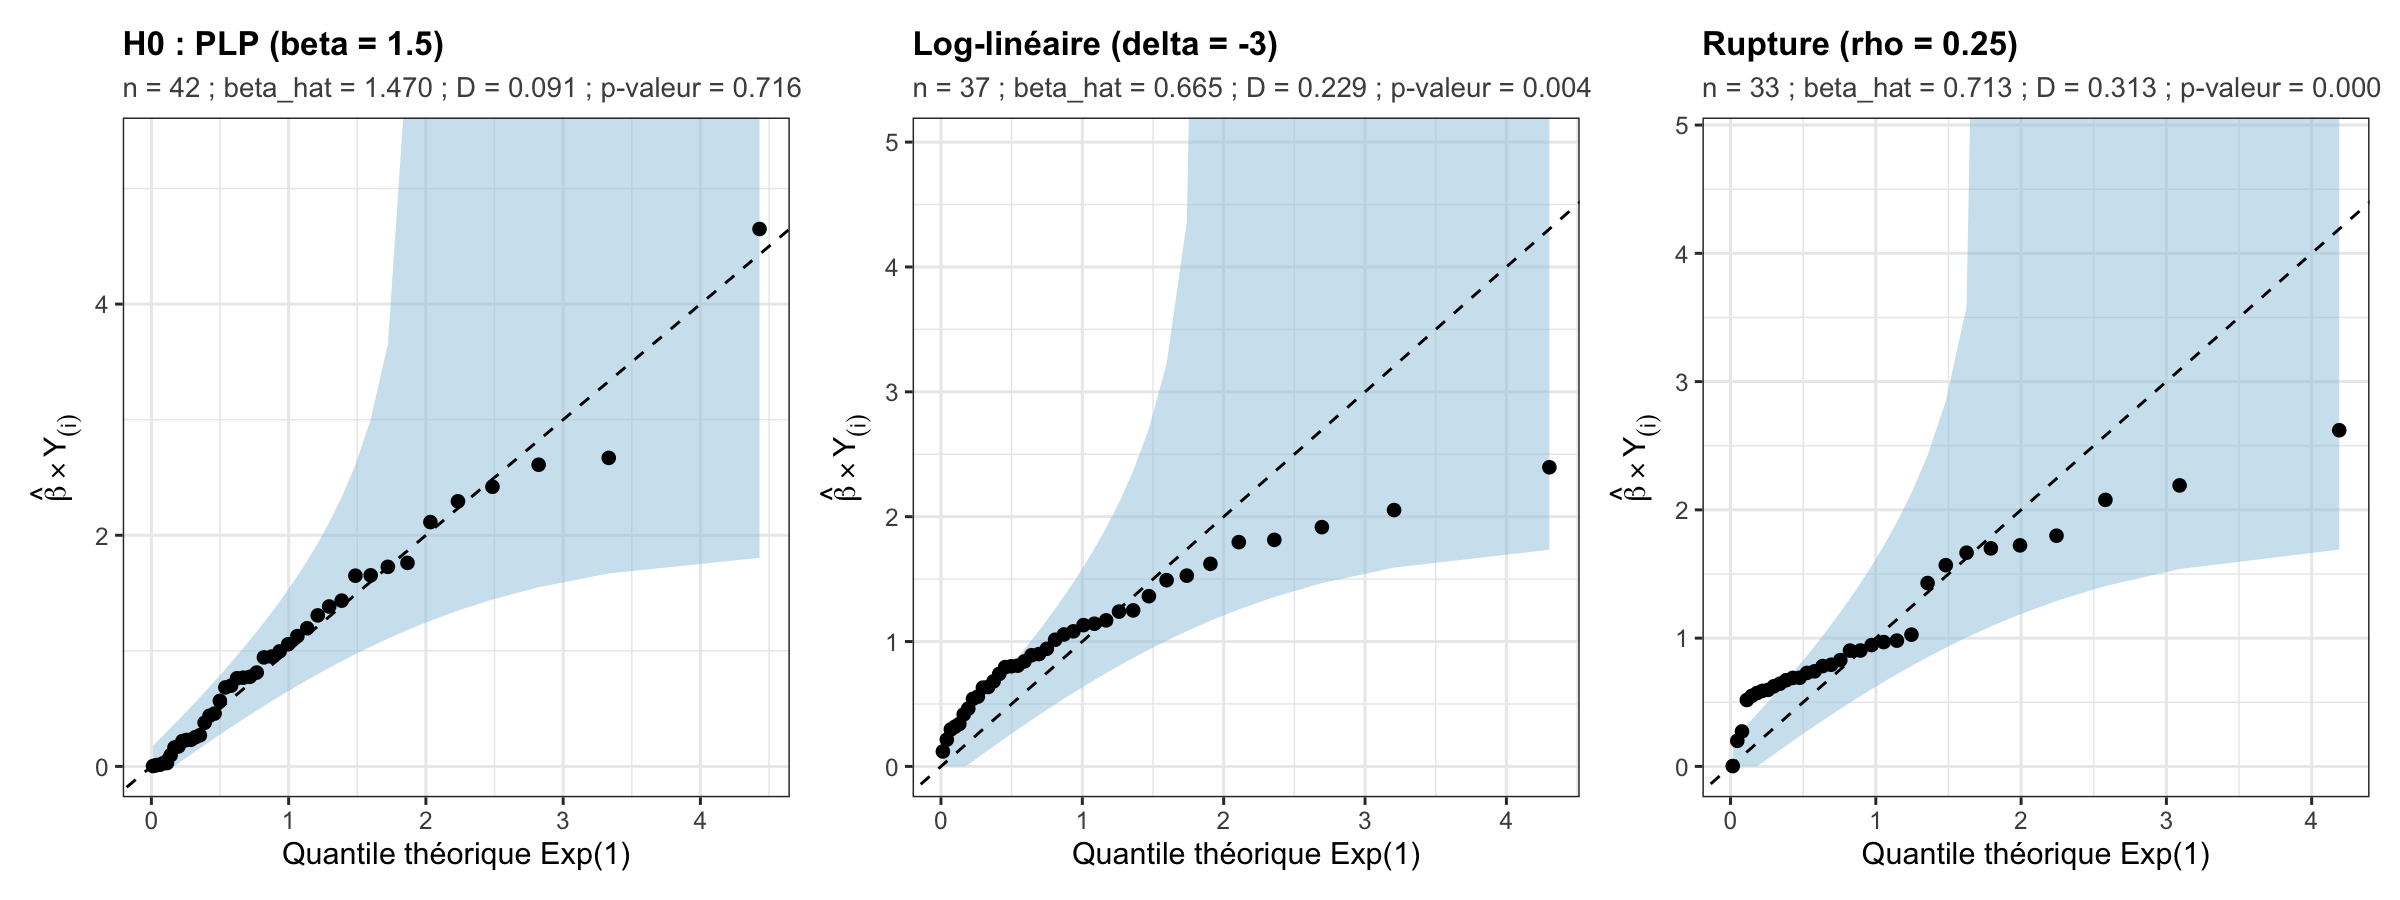 H0 : PLP (beta = 1.5)
n = 42 ; beta_hat = 1.470 ; D = 0.091 ; p-valeur = 0.716
4
2
0
β̂ × Y(i)
0 1 2 3 4
Quantile théorique Exp(1)
Log-linéaire (delta = -3)
n = 37 ; beta_hat = 0.665 ; D = 0.229 ; p-valeur = 0.004
5
4
3
2
1
0
β̂ × Y(i)
0 1 2 3 4
Quantile théorique Exp(1)
Rupture (rho = 0.25)
n = 33 ; beta_hat = 0.713 ; D = 0.313 ; p-valeur = 0.000
5
4
3
2
1
0
β̂ × Y(i)
0 1 2 3 4
Quantile théorique Exp(1)